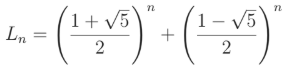 L_n = \left( \frac{1 + \sqrt{5}}{2} \right)^n + \left( \frac{1 - \sqrt{5}}{2} \right)^n